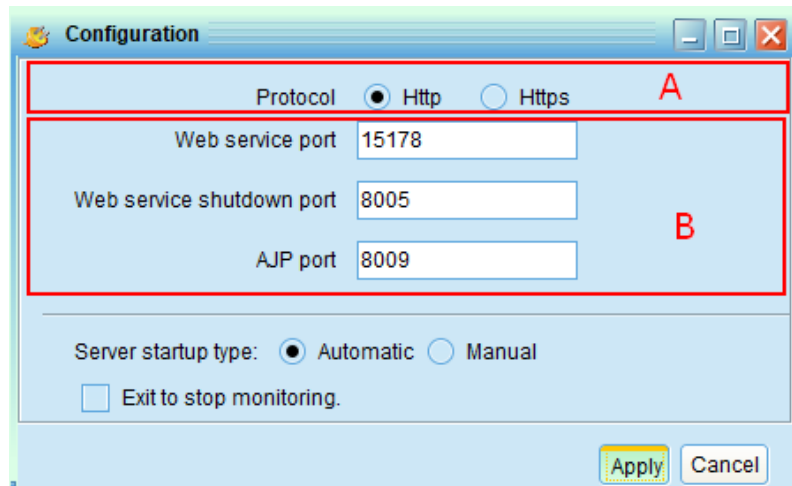 Configuration
Protocol Http Https A
Web service port 15178
Web service shutdown port 8005
B
AJP port 8009
Server startup type: Automatic Manual
Exit to stop monitoring.
Apply Cancel